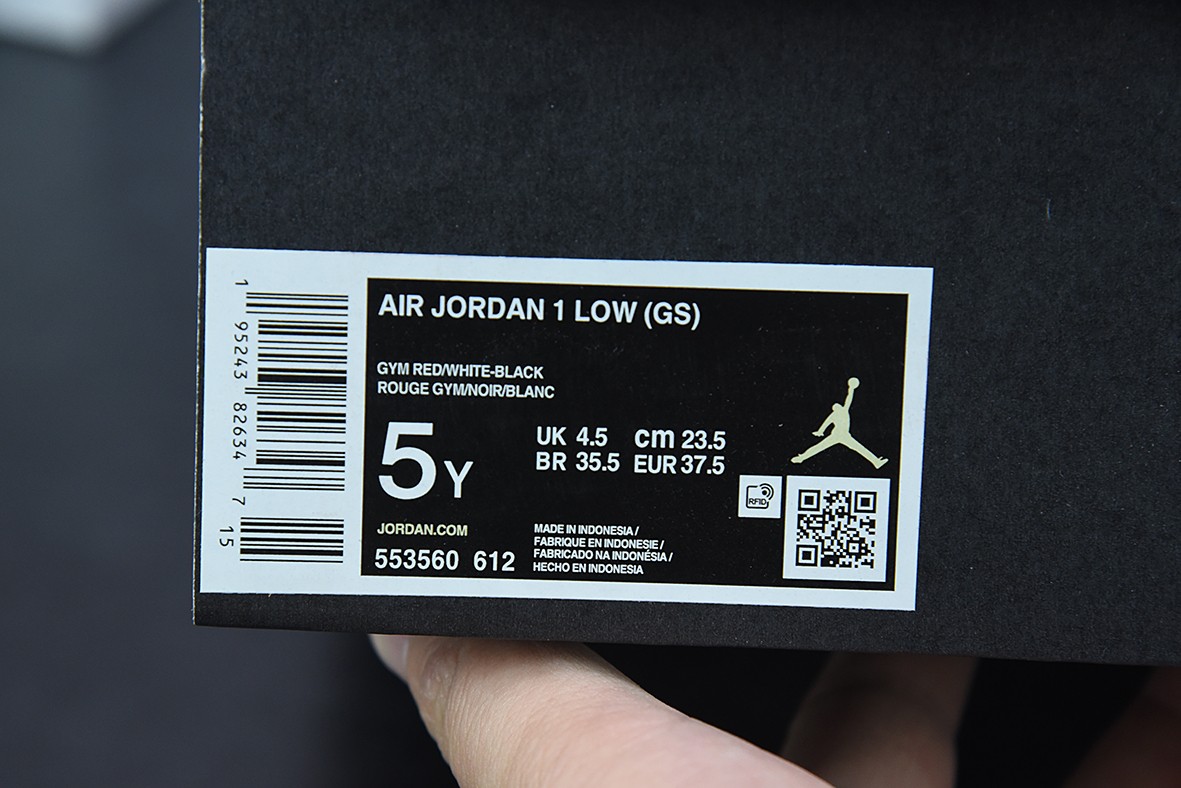 1
95243
82634
7
15
AIR JORDAN 1 LOW (GS)
GYM RED/WHITE-BLACK
ROUGE GYM/NOIR/BLANC
5Y
UK 4.5 cm 23.5
BR 35.5 EUR 37.5
RFID
JORDAN.COM
553560 612
MADE IN INDONESIA /
FABRIQUE EN INDONESIE /
FABRICADO NA INDONÉSIA /
HECHO EN INDONESIA